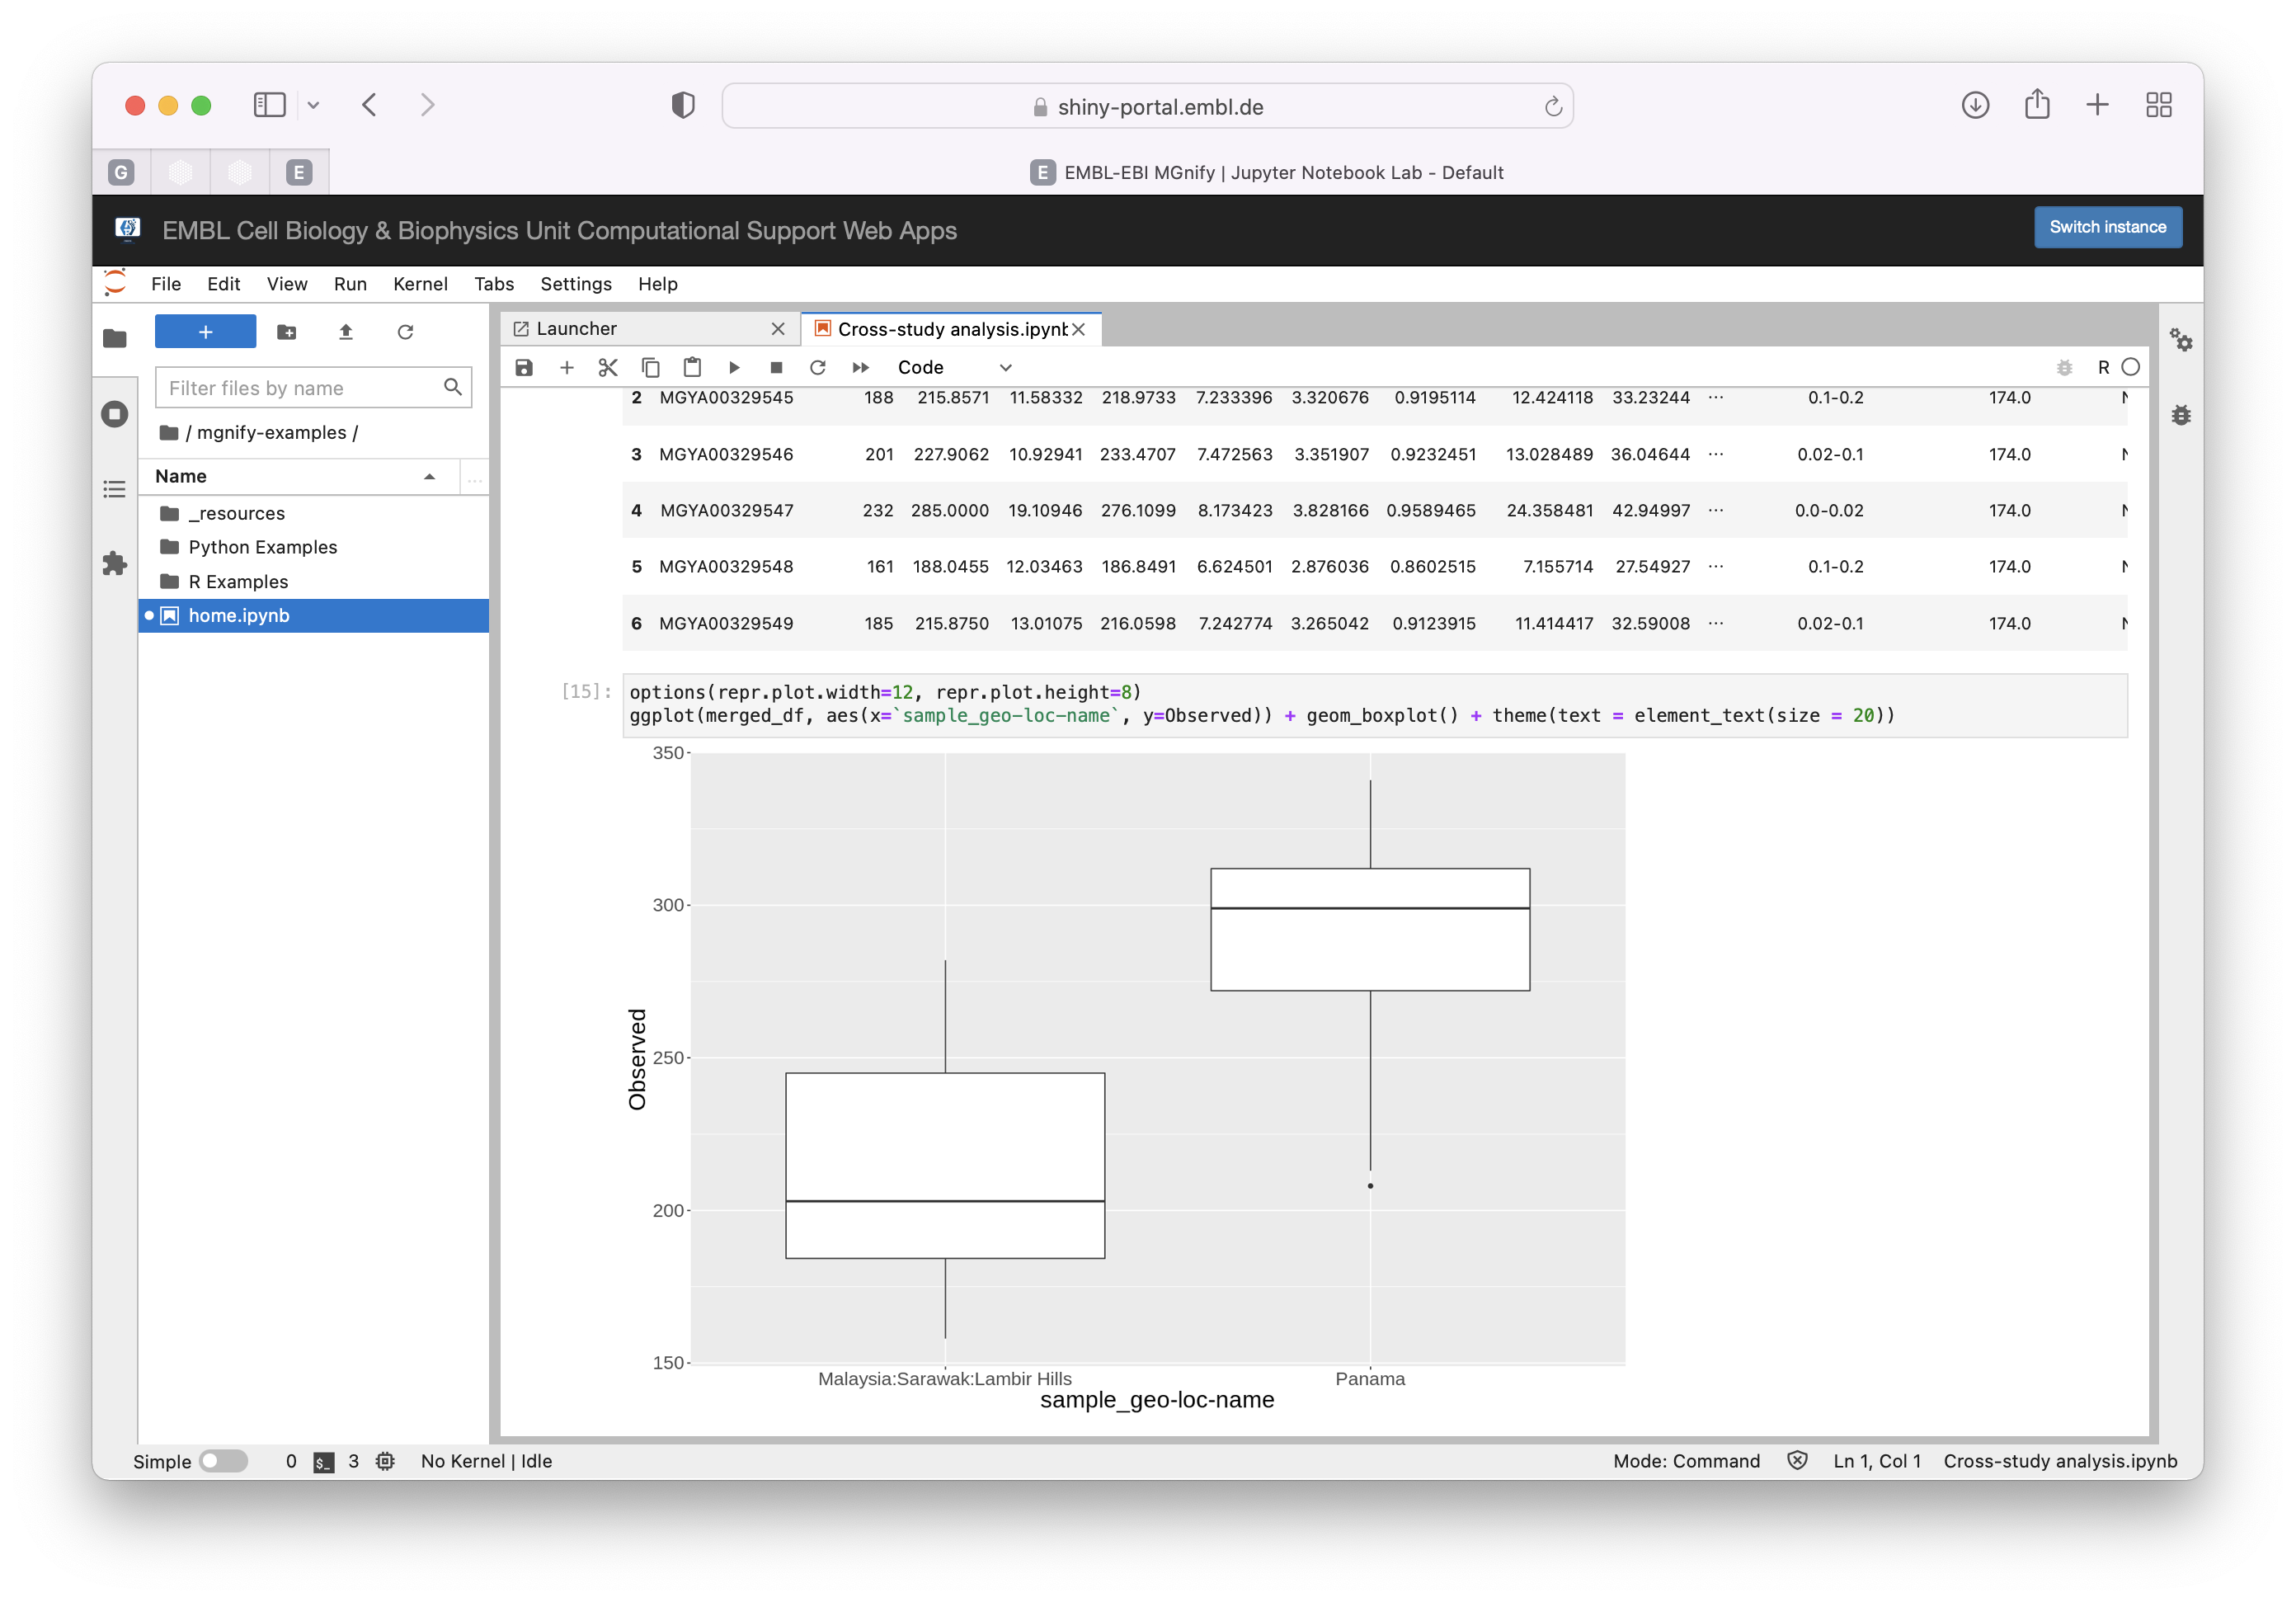 shiny-portal.embl.de
G
E
E EMBL-EBI MGnify | Jupyter Notebook Lab - Default
EMBL Cell Biology & Biophysics Unit Computational Support Web Apps
Switch instance
File Edit View Run Kernel Tabs Settings Help
+
Filter files by name
/ mgnify-examples /
Name
...
_resources
Python Examples
R Examples
home.ipynb
Launcher
Cross-study analysis.ipynb
Code
R
2 MGYA00329545 188 215.8571 11.58332 218.9733 7.233396 3.320676 0.9195114 12.424118 33.23244 ⋯ 0.1-0.2 174.0
3 MGYA00329546 201 227.9062 10.92941 233.4707 7.472563 3.351907 0.9232451 13.028489 36.04644 ⋯ 0.02-0.1 174.0
4 MGYA00329547 232 285.0000 19.10946 276.1099 8.173423 3.828166 0.9589465 24.358481 42.94997 ⋯ 0.0-0.02 174.0
5 MGYA00329548 161 188.0455 12.03463 186.8491 6.624501 2.876036 0.8602515 7.155714 27.54927 ⋯ 0.1-0.2 174.0
6 MGYA00329549 185 215.8750 13.01075 216.0598 7.242774 3.265042 0.9123915 11.414417 32.59008 ⋯ 0.02-0.1 174.0
[15]:
options(repr.plot.width=12, repr.plot.height=8)
ggplot(merged_df, aes(x=`sample_geo-loc-name`, y=Observed)) + geom_boxplot() + theme(text = element_text(size = 20))
350
300
250
200
150
Observed
Malaysia:Sarawak:Lambir Hills
Panama
sample_geo-loc-name
Simple 0 $_ 3 No Kernel | Idle
Mode: Command Ln 1, Col 1 Cross-study analysis.ipynb